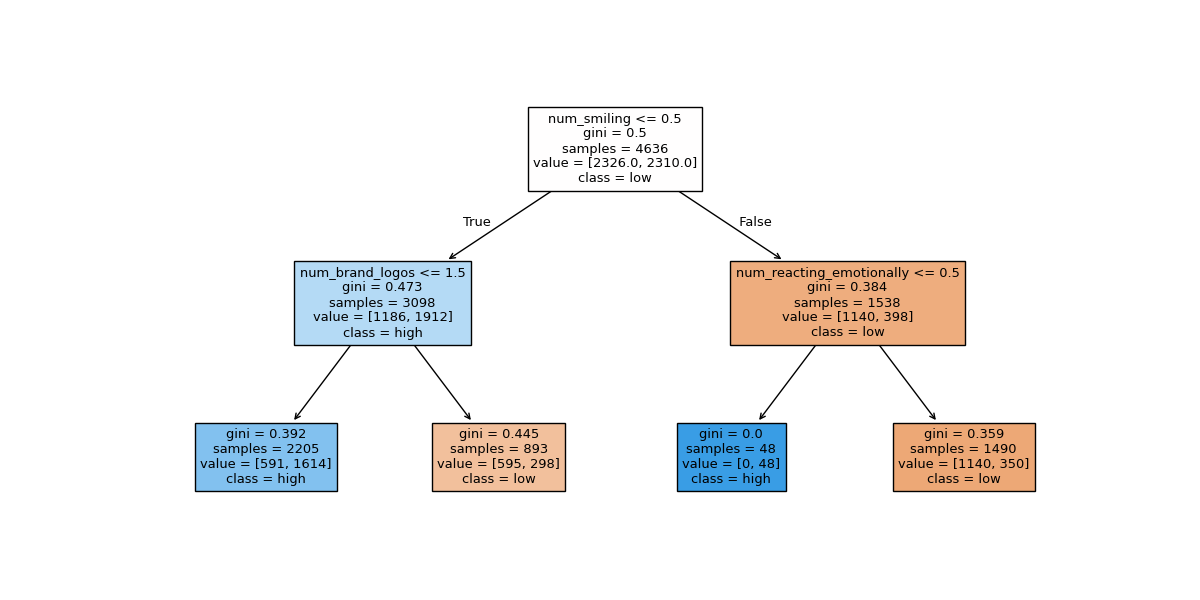 num_smiling <= 0.5
gini = 0.5
samples = 4636
value = [2326.0, 2310.0]
class = low
True
False
num_brand_logos <= 1.5
gini = 0.473
samples = 3098
value = [1186, 1912]
class = high
num_reacting_emotionally <= 0.5
gini = 0.384
samples = 1538
value = [1140, 398]
class = low
gini = 0.392
samples = 2205
value = [591, 1614]
class = high
gini = 0.445
samples = 893
value = [595, 298]
class = low
gini = 0.0
samples = 48
value = [0, 48]
class = high
gini = 0.359
samples = 1490
value = [1140, 350]
class = low